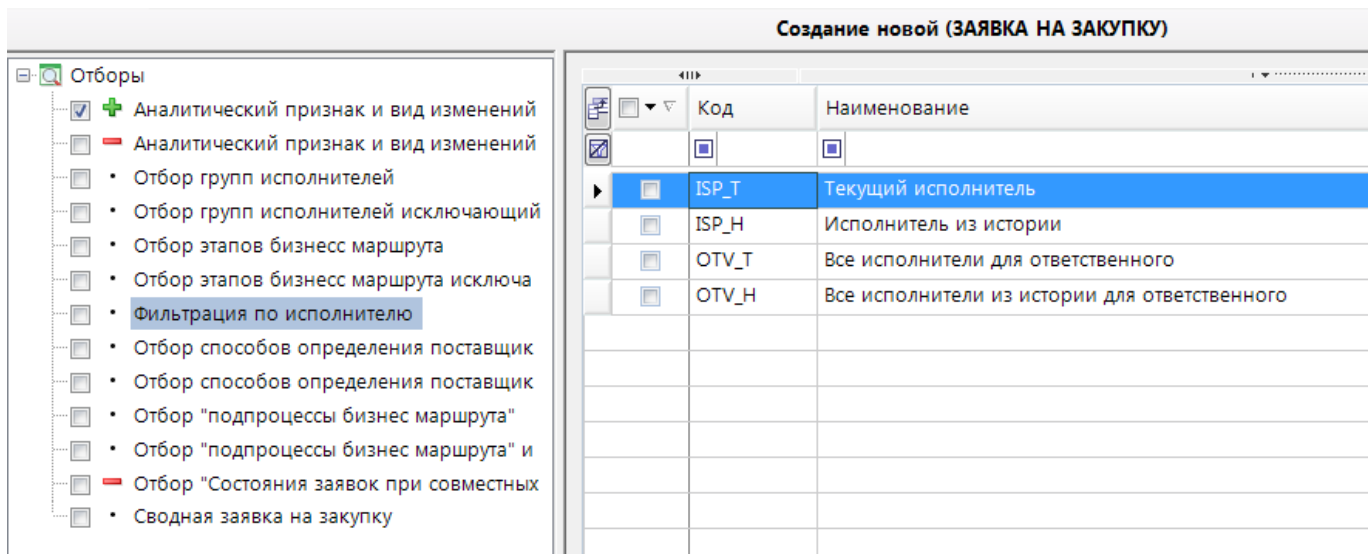 Создание новой (ЗАЯВКА НА ЗАКУПКУ)
Отборы
Аналитический признак и вид изменений
Аналитический признак и вид изменений
Отбор групп исполнителей
Отбор групп исполнителей исключающий
Отбор этапов бизнесс маршрута
Отбор этапов бизнесс маршрута исключа
Фильтрация по исполнителю
Отбор способов определения поставщик
Отбор способов определения поставщик
Отбор "подпроцессы бизнес маршрута"
Отбор "подпроцессы бизнес маршрута" и
Отбор "Состояния заявок при совместных
Сводная заявка на закупку
Код Наименование
ISP_T Текущий исполнитель
ISP_H Исполнитель из истории
OTV_T Все исполнители для ответственного
OTV_H Все исполнители из истории для ответственного